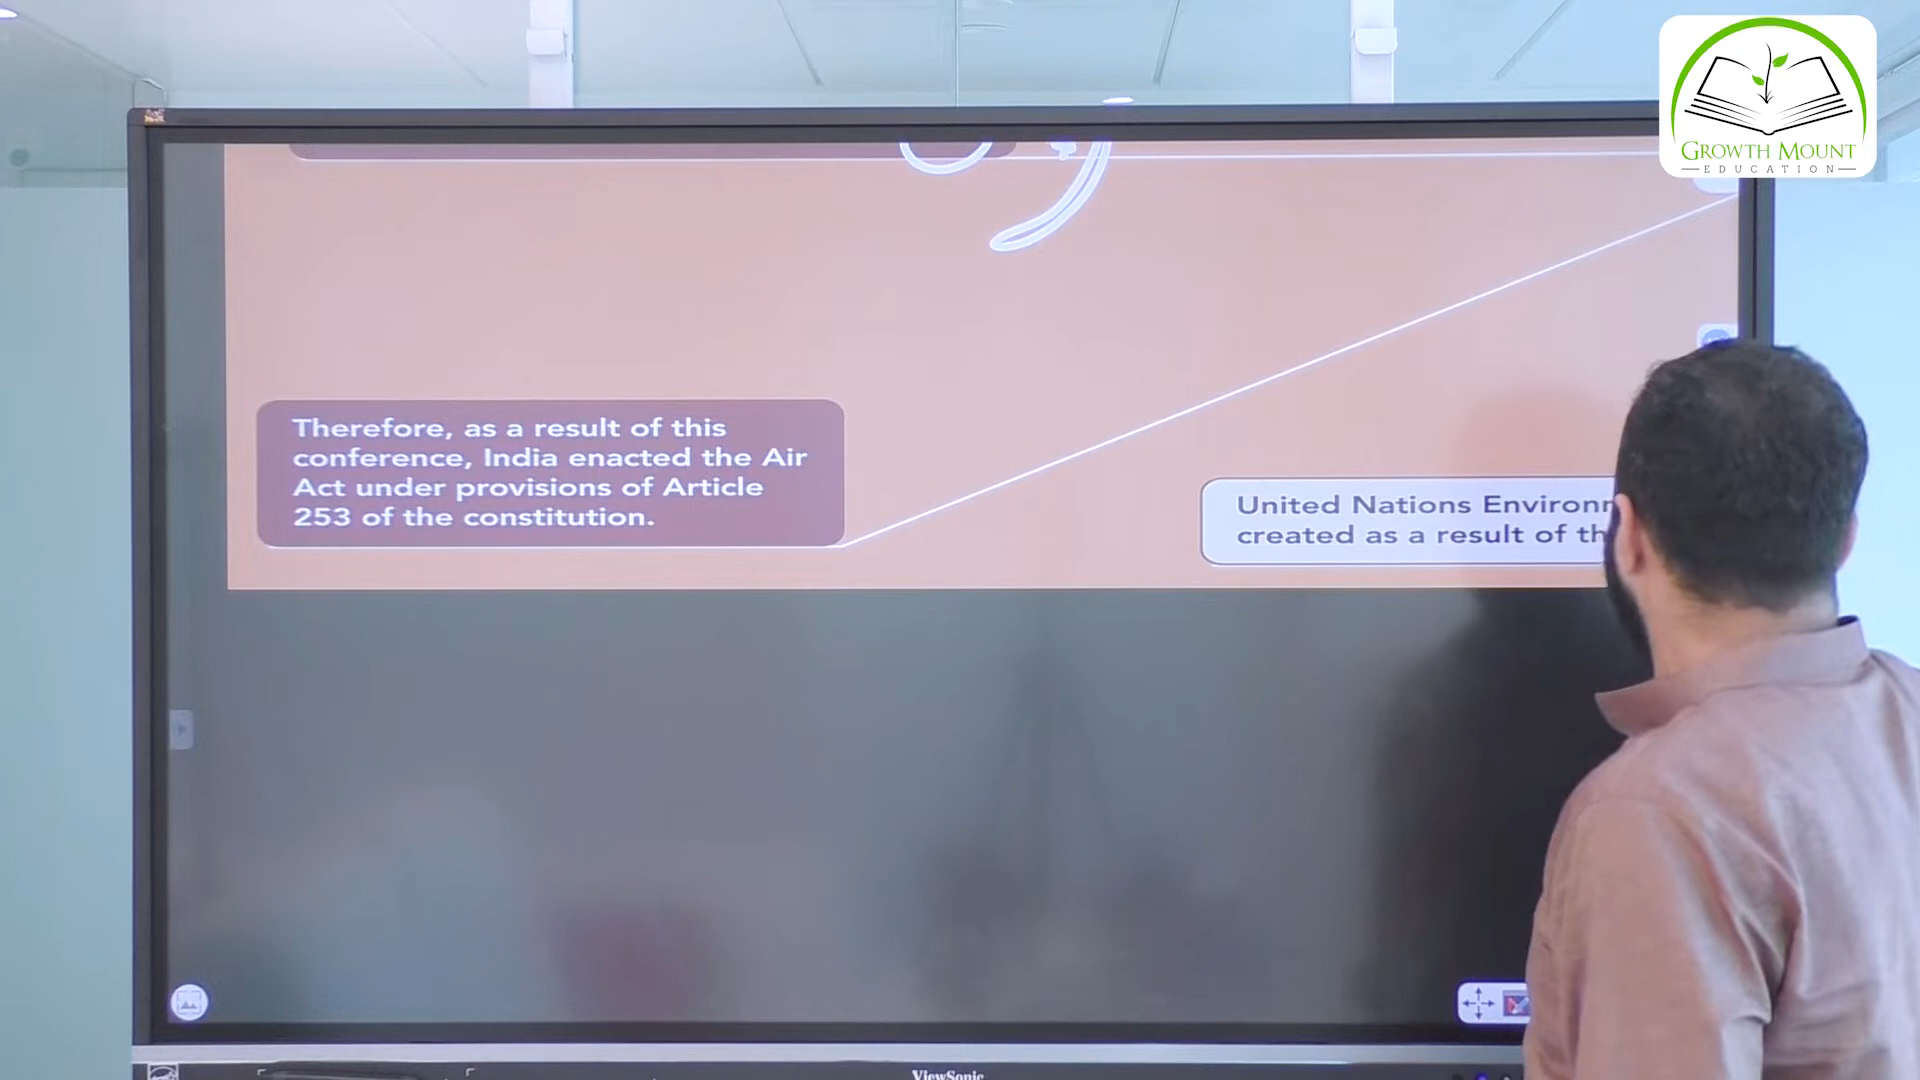 GROWTH MOUNT
EDUCATION
Therefore, as a result of this
conference, India enacted the Air
Act under provisions of Article
253 of the constitution.
United Nations
created as a result of
ViewSonic